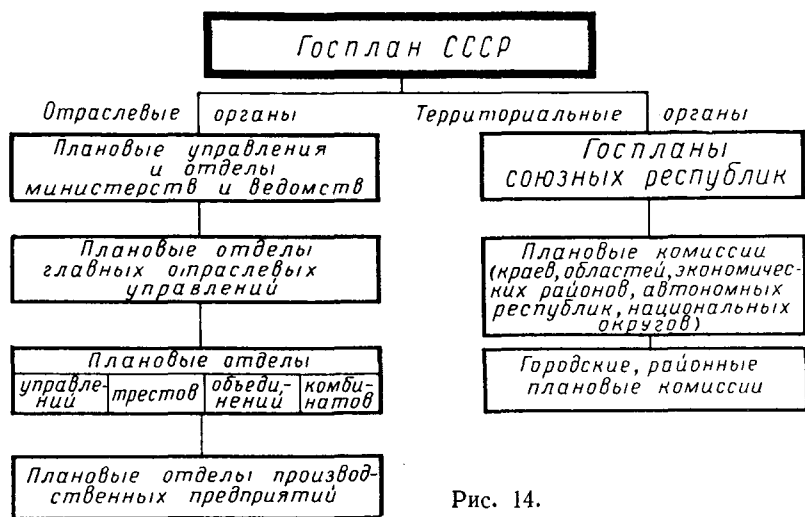 Госплан СССР
Отраслевые органы
Территориальные органы
Плановые управления
и отделы
министерств и ведомств
Госпланы
союзных республик
Плановые отделы
главных отраслевых
управлений
Плановые комиссии
(краев, областей, экономичес-
ких районов, автономных
республик, национальных
округов)
Плановые отделы
управле-
ний
трестов
объеди-
нений
комби-
натов
Городские, районные
плановые комиссии
Плановые отделы производ-
ственных предприятий
Рис. 14.